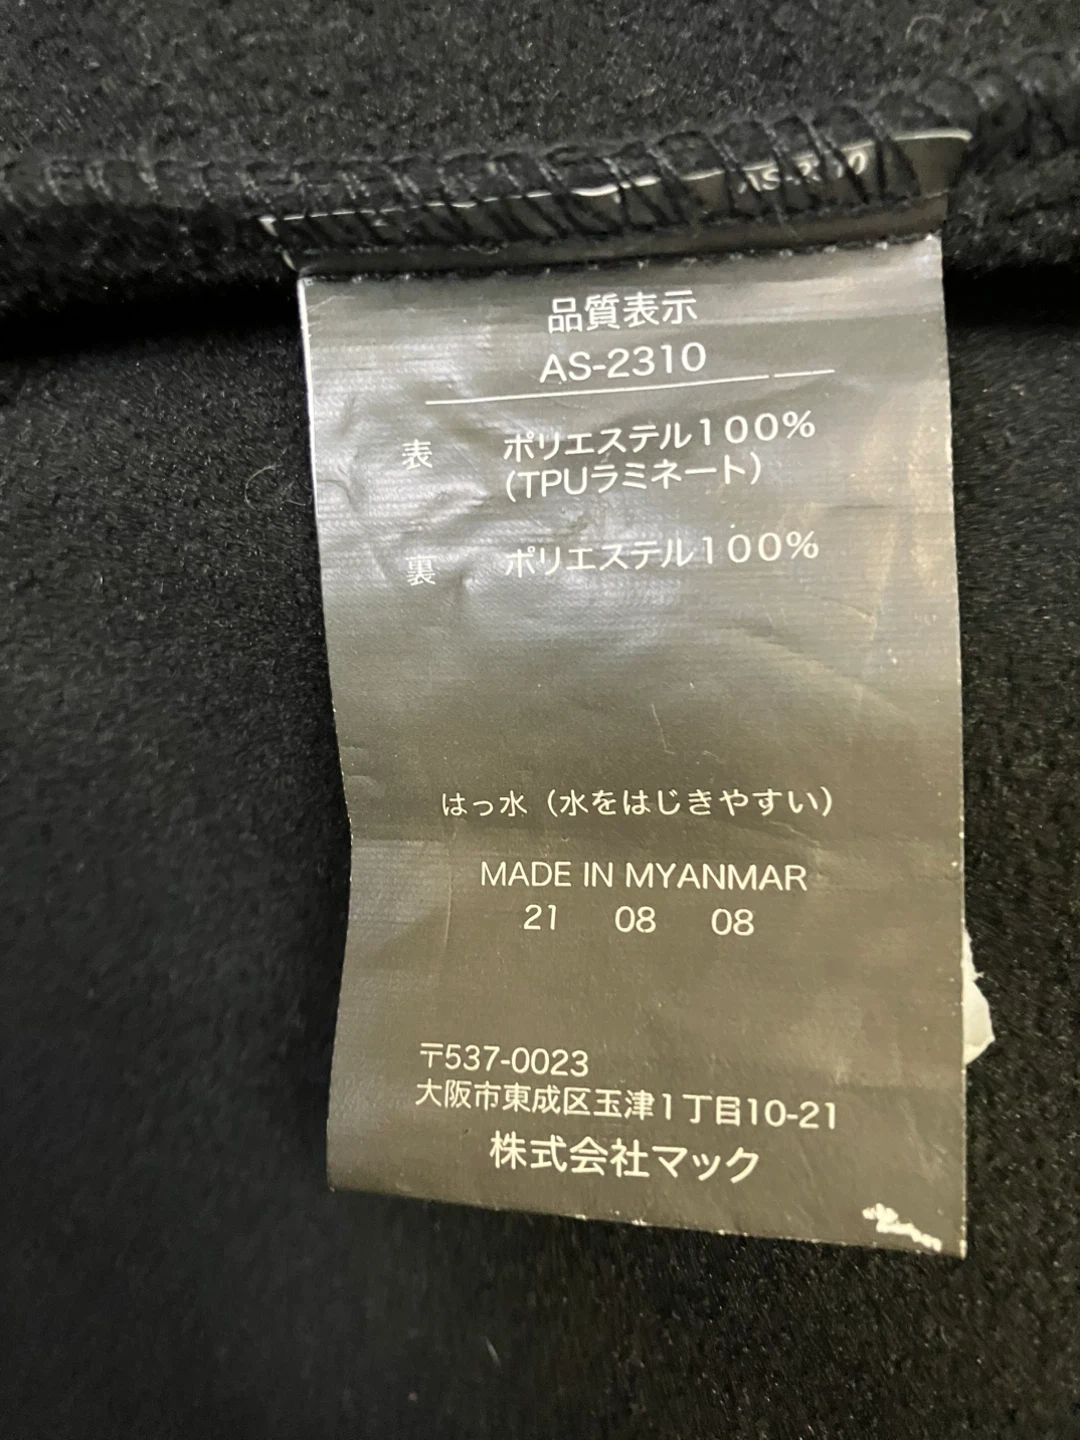 AS-2310
品質表示
AS-2310
表 ポリエステル100%
(TPUラミネート)
裏 ポリエステル100%
はっ水（水をはじきやすい）
MADE IN MYANMAR
21 08 08
〒537-0023
大阪市東成区玉津1丁目10-21
株式会社マック